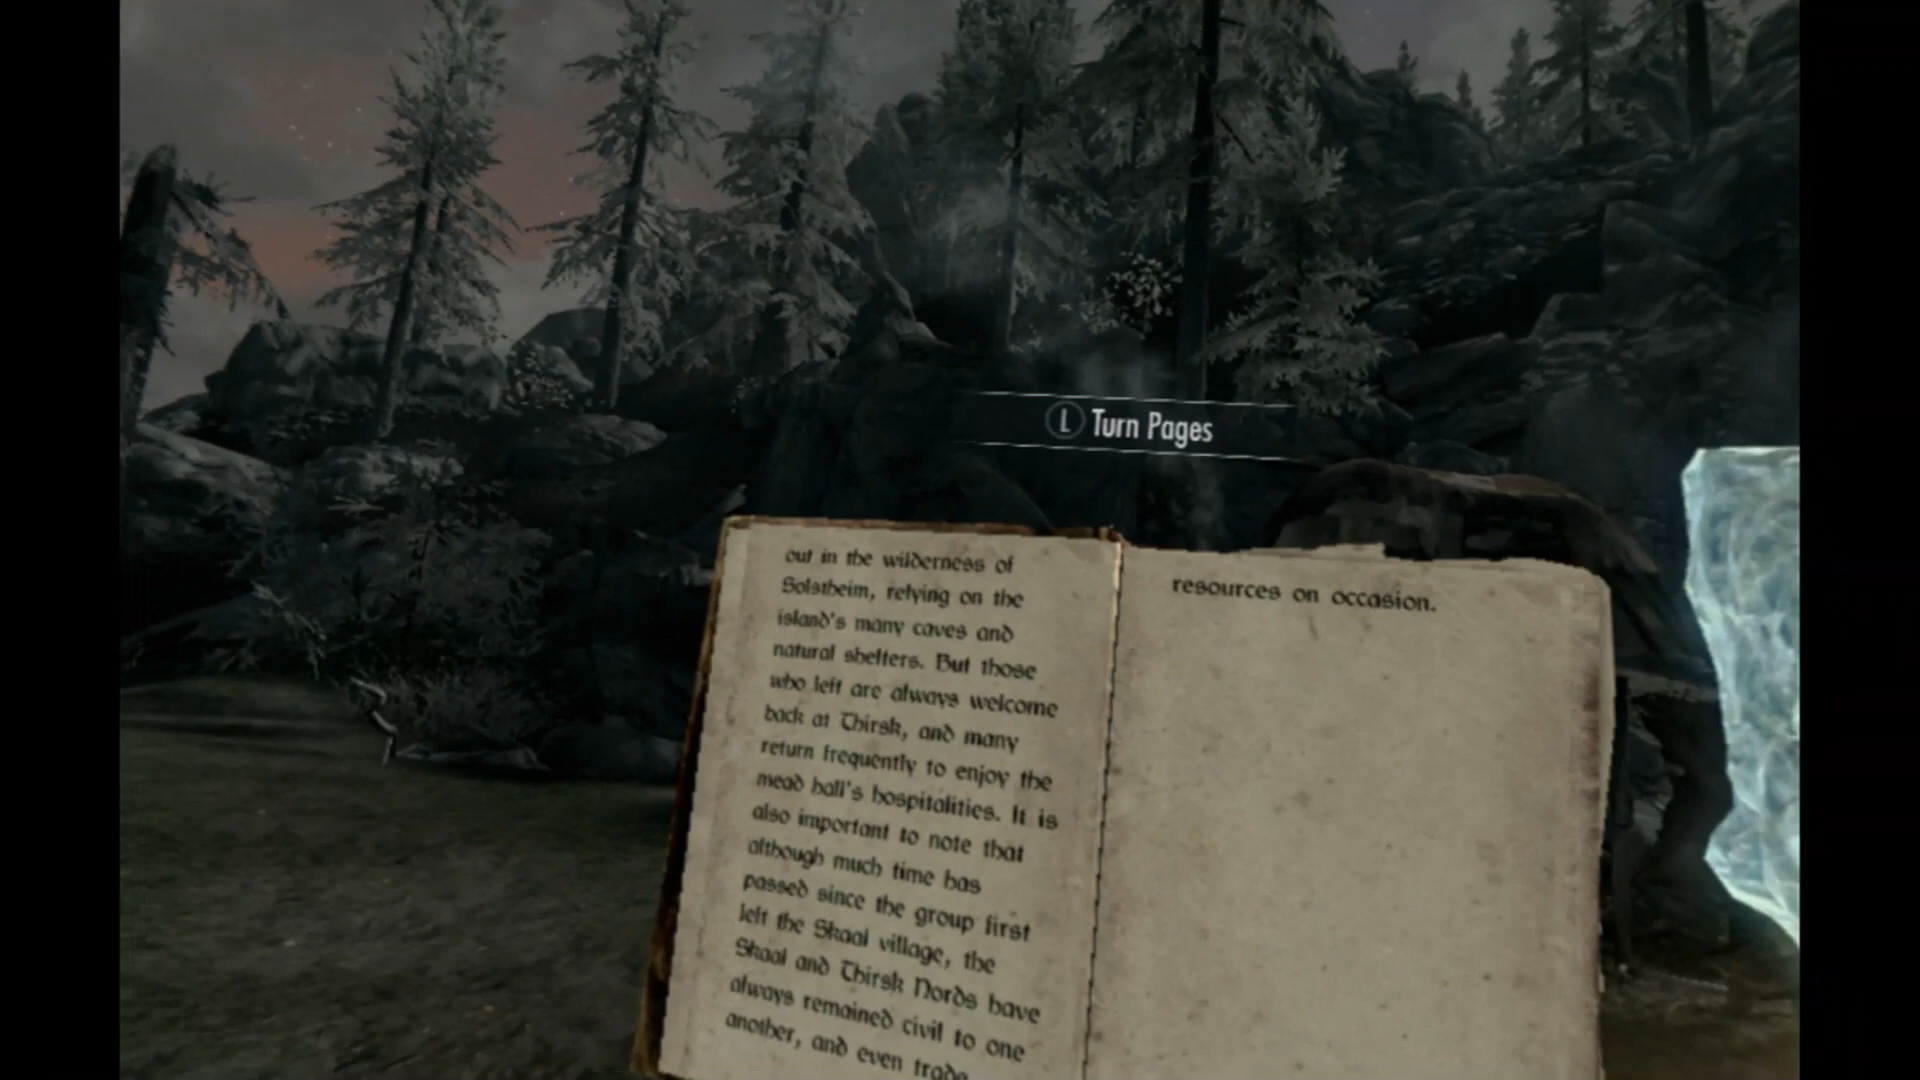 L Turn Pages
out in the wilderness of
Solstheim, relying on the
island's many caves and
natural shelters. But those
who left are always welcome
back at Thirsk, and many
return frequently to enjoy the
mead hall's hospitalities. It is
also important to note that
although much time has
passed since the group first
left the Skaal village, the
Skaal and Thirsk Nords have
always remained civil to one
another, and even trade
resources on occasion.